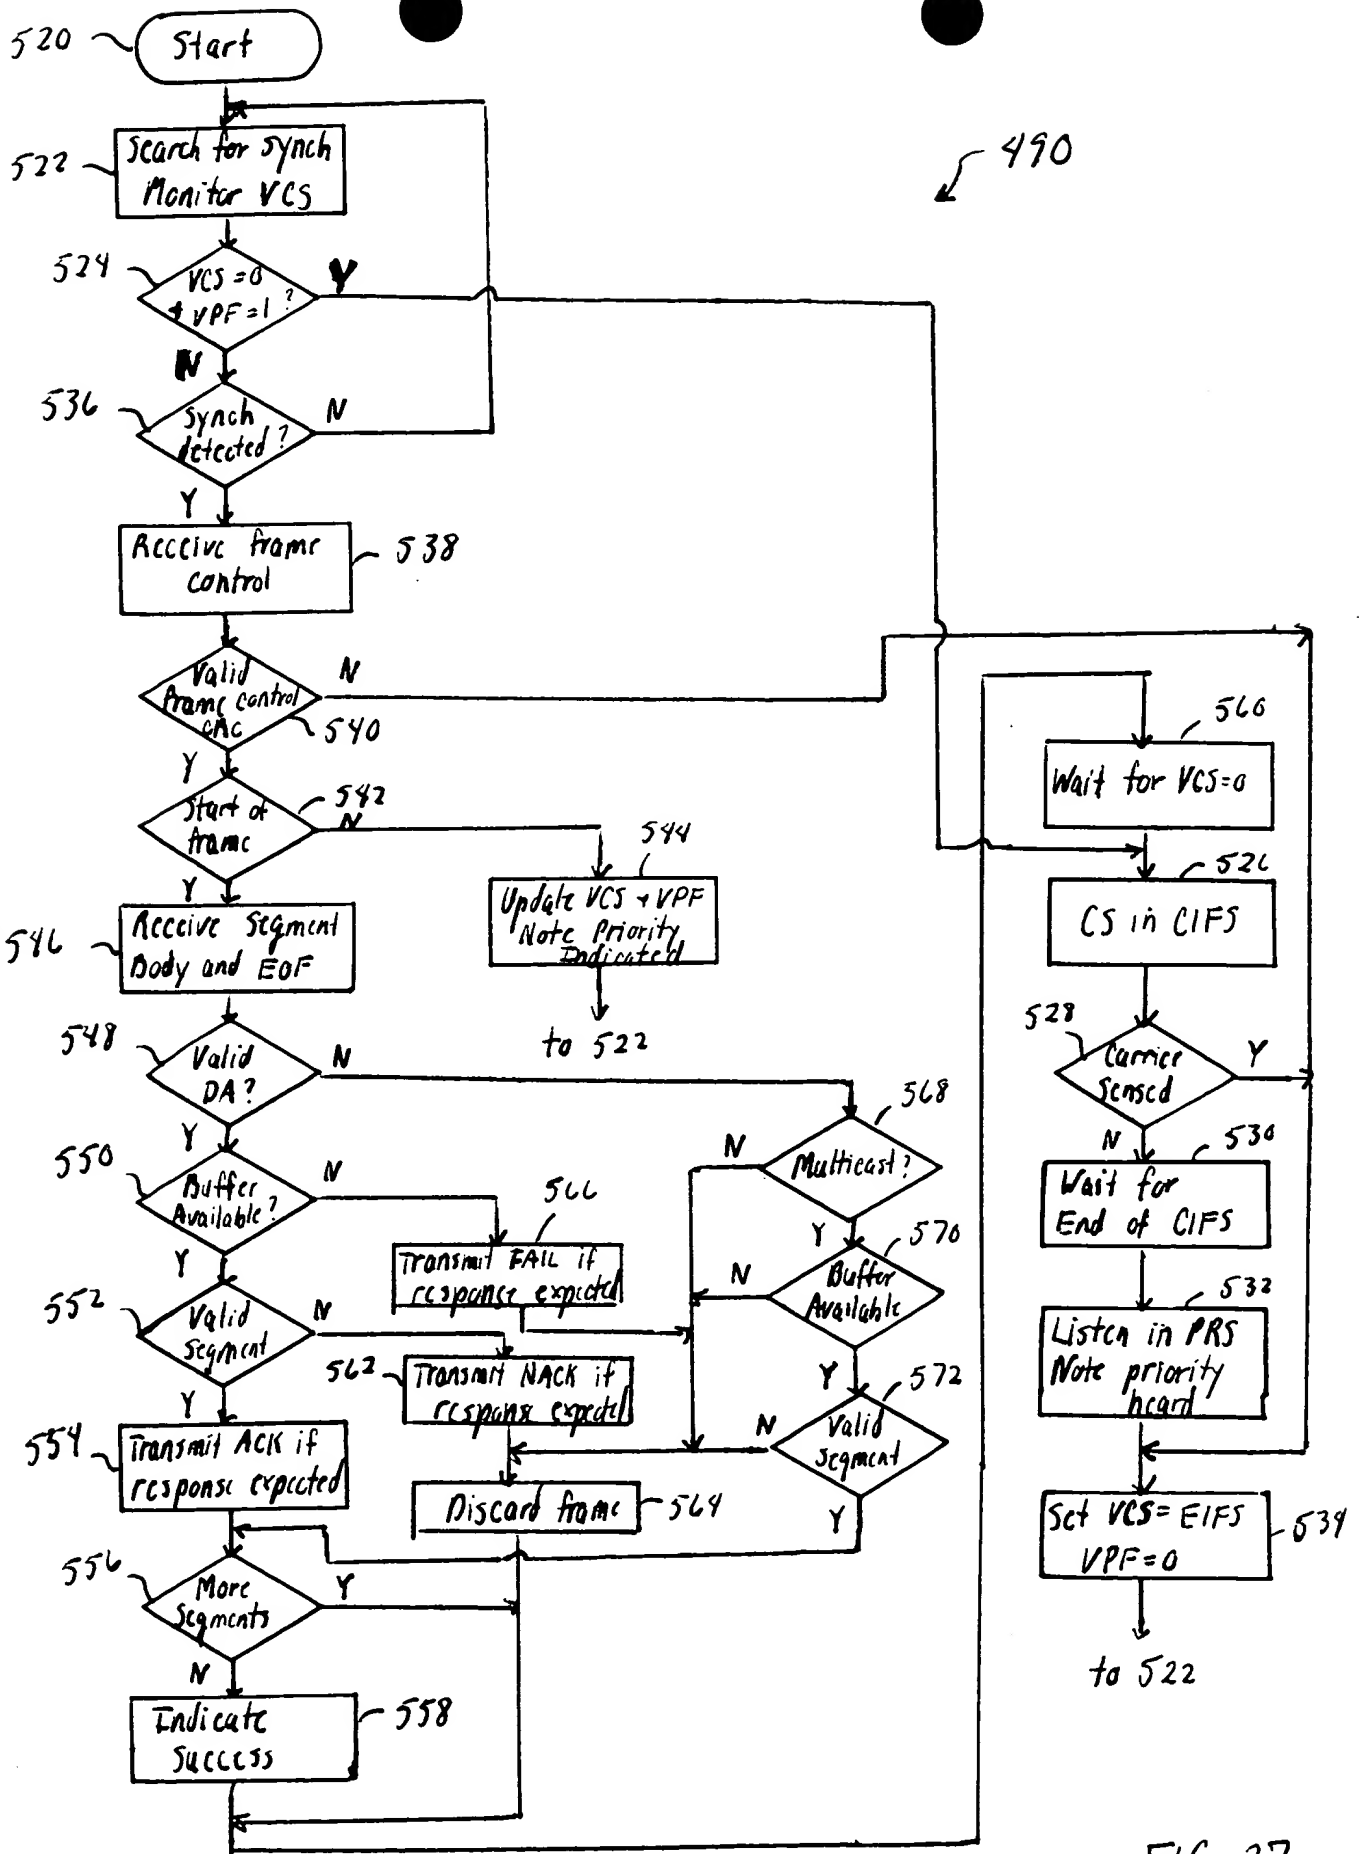 520
Start
490
522
Search for synch
Monitor VCS
524
VCS = 0
+ VPF = 1 ?
Y
N
536
Synch
detected?
N
Y
Receive frame
control
538
Valid
frame control
CRC
N
540
Y
Start of
frame
542
N
Y
544
Update VCS + VPF
Note Priority
Indicated
to 522
546
Receive Segment
Body and EOF
548
Valid
DA?
N
Y
550
Buffer
Available?
N
Y
566
Transmit FAIL if
response expected
552
Valid
segment
N
Y
562
Transmit NACK if
response expected
554
Transmit ACK if
response expected
Discard frame
564
556
More
Segments
Y
N
Indicate
Success
558
568
Multicast?
N
Y
570
Buffer
Available
N
Y
572
Valid
segment
N
Y
560
Wait for VCS=0
526
CS in CIFS
528
Carrier
sensed
Y
N
530
Wait for
End of CIFS
532
Listen in PRS
Note priority
heard
Set VCS = EIFS
VPF = 0
534
to 522